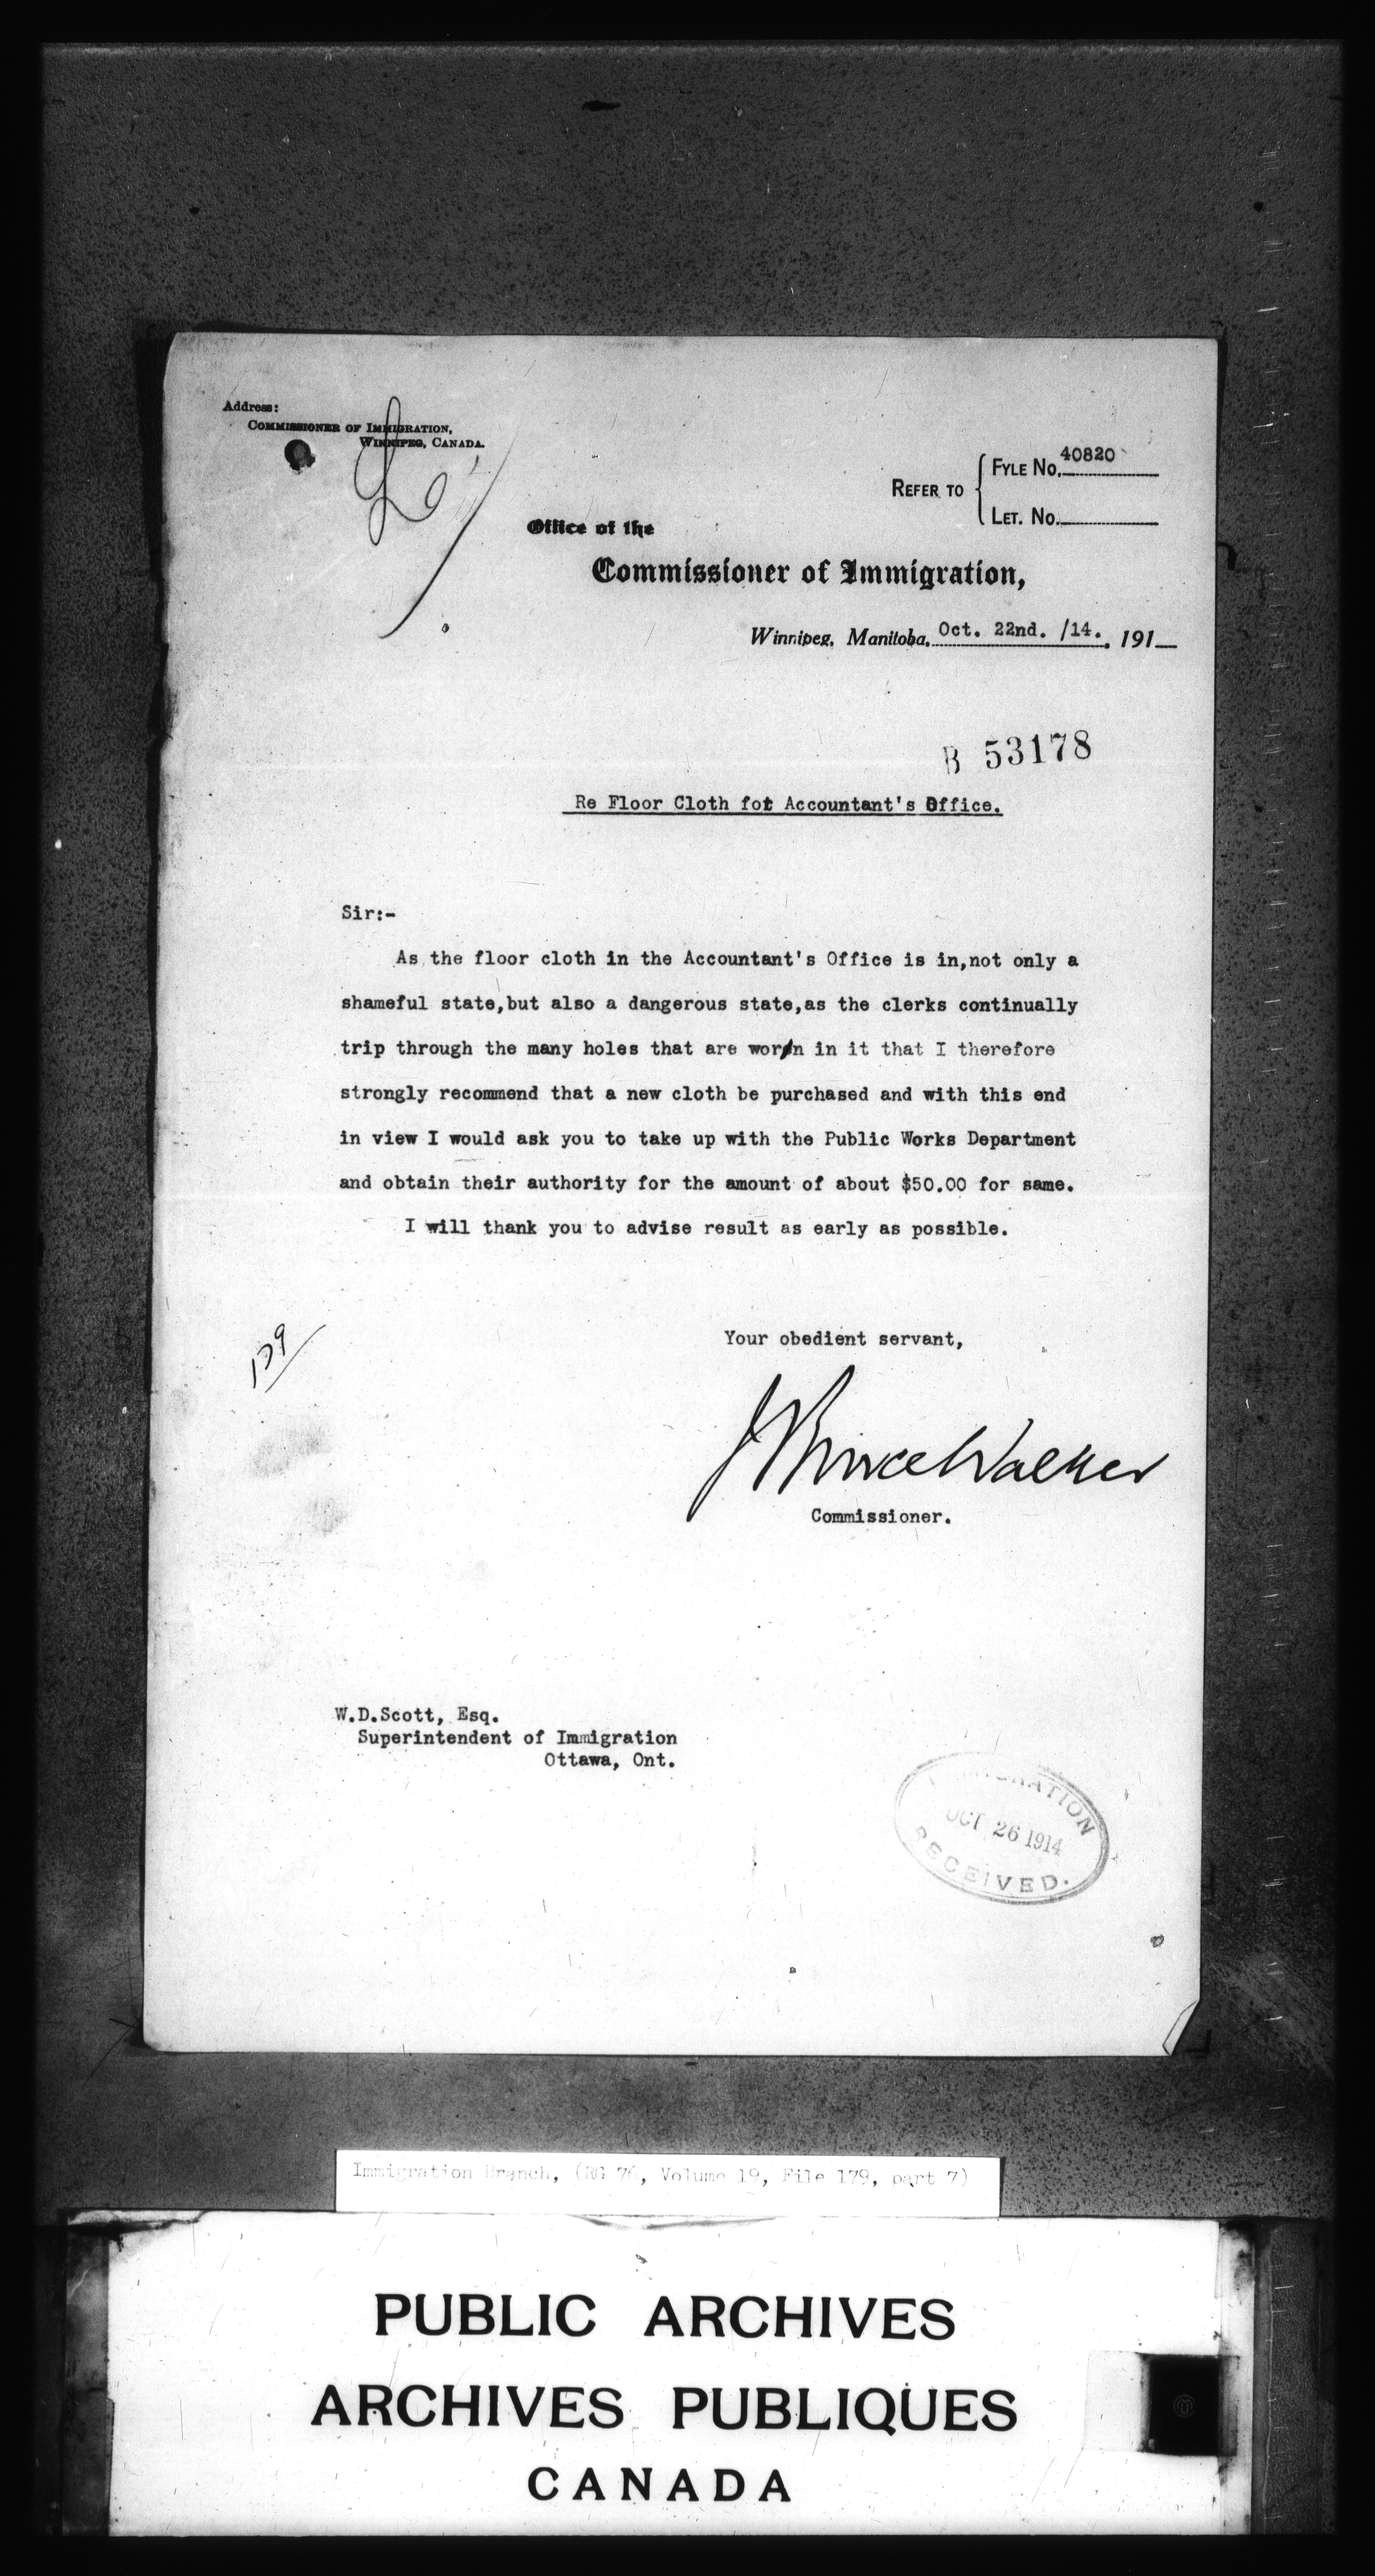 Address:
COMMISSIONER OF IMMIGRATION,
WINNIPEG, CANADA.
REFER TO
FYLE No. 40820
LET. No.
Office of the
Commissioner of Immigration,
Winnipeg, Manitoba, Oct. 22nd. /14. 191
B 53178
Re Floor Cloth for Accountant's Office.
Sir:-
As the floor cloth in the Accountant's Office is in,not only a
shameful state,but also a dangerous state,as the clerks continually
trip through the many holes that are worn in it that I therefore
strongly recommend that a new cloth be purchased and with this end
in view I would ask you to take up with the Public Works Department
and obtain their authority for the amount of about $50.00 for same.
I will thank you to advise result as early as possible.
179
Your obedient servant,
J Bruce Walker
Commissioner.
W.D.Scott, Esq.
Superintendent of Immigration
Ottawa, Ont.
IMMIGRATION
OCT 26 1914
RECEIVED.
Immigration Branch, (RG 76, Volume 19, File 179, part 7)
PUBLIC ARCHIVES
ARCHIVES PUBLIQUES
CANADA